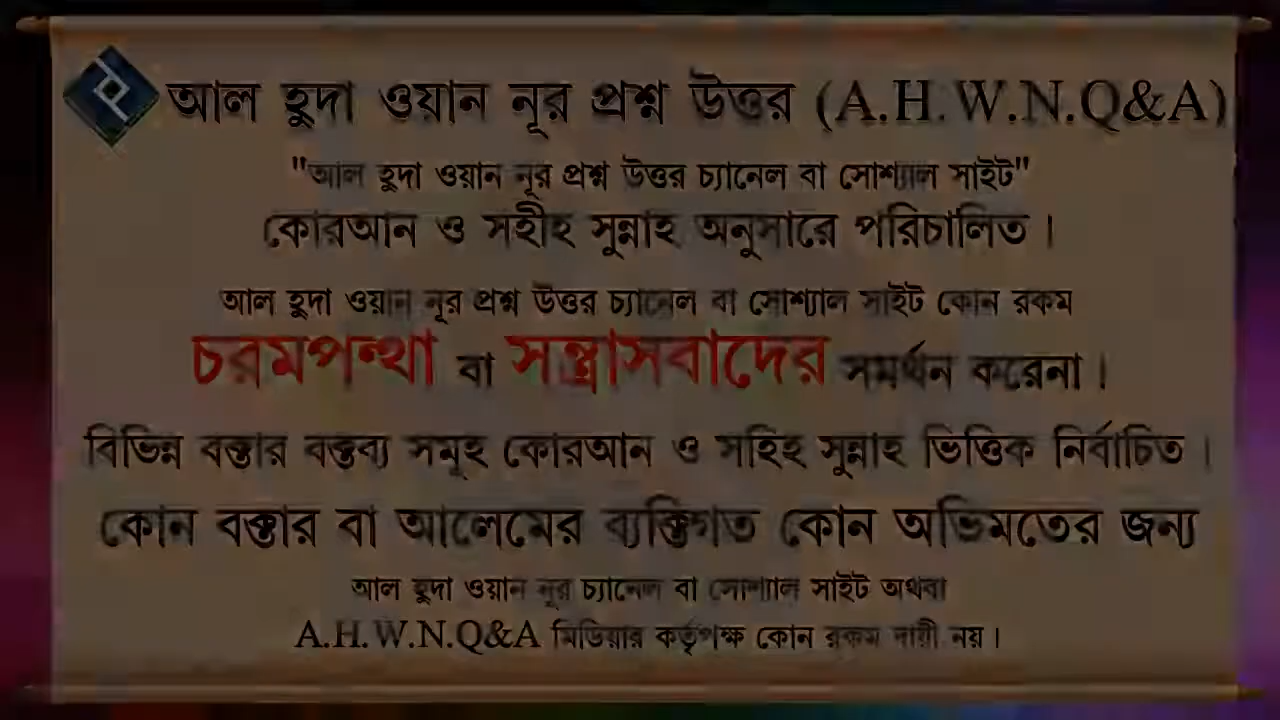 আল হুদা ওয়ান নূর প্রশ্ন উত্তর (A.H.W.N.Q&A)
"আল হুদা ওয়ান নূর প্রশ্ন উত্তর চ্যানেল বা সোশ্যাল সাইট"
কোরআন ও সহীহ সুন্নাহ অনুসারে পরিচালিত ।
আল হুদা ওয়ান নূর প্রশ্ন উত্তর চ্যানেল বা সোশ্যাল সাইট কোন রকম
চরমপন্থা বা সন্ত্রাসবাদের সমর্থন করেনা ।
বিভিন্ন বক্তার বক্তব্য সমূহ কোরআন ও সহিহ সুন্নাহ ভিত্তিক নির্বাচিত ।
কোন বক্তার বা আলেমের ব্যক্তিগত কোন অভিমতের জন্য
আল হুদা ওয়ান নূর চ্যানেল বা সোশ্যাল সাইট অথবা
A.H.W.N.Q&A মিডিয়ার কর্তৃপক্ষ কোন রকম দায়ী নয় ।